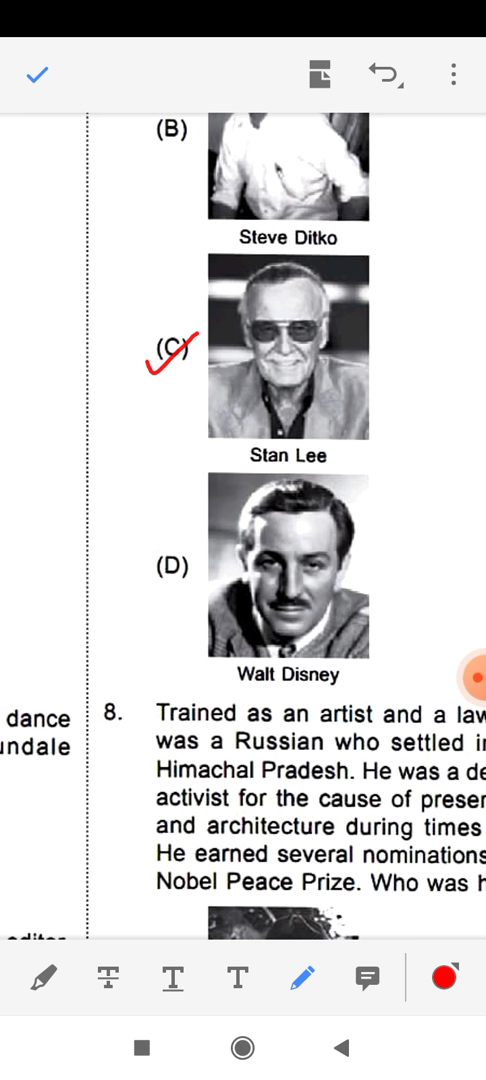 (B)
Steve Ditko
(C)
Stan Lee
(D)
Walt Disney
dance
undale
8. Trained as an artist and a law
was a Russian who settled in
Himachal Pradesh. He was a de
activist for the cause of preser
and architecture during times
He earned several nominations
Nobel Peace Prize. Who was h
T
T
T